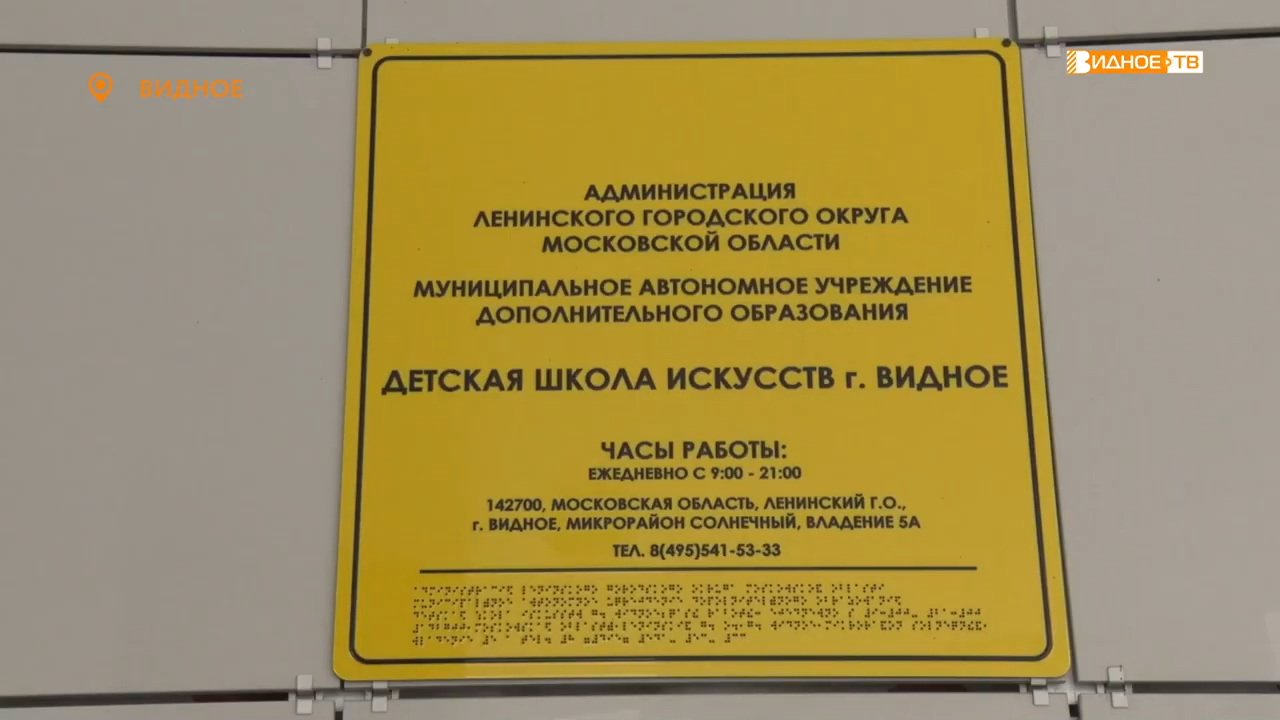 ВИДНОЕ
ВИДНОЕ ТВ
АДМИНИСТРАЦИЯ
ЛЕНИНСКОГО ГОРОДСКОГО ОКРУГА
МОСКОВСКОЙ ОБЛАСТИ
МУНИЦИПАЛЬНОЕ АВТОНОМНОЕ УЧРЕЖДЕНИЕ
ДОПОЛНИТЕЛЬНОГО ОБРАЗОВАНИЯ
ДЕТСКАЯ ШКОЛА ИСКУССТВ г. ВИДНОЕ
ЧАСЫ РАБОТЫ:
ЕЖЕДНЕВНО С 9:00 - 21:00
142700, МОСКОВСКАЯ ОБЛАСТЬ, ЛЕНИНСКИЙ Г.О.,
г. ВИДНОЕ, МИКРОРАЙОН СОЛНЕЧНЫЙ, ВЛАДЕНИЕ 5А
ТЕЛ. 8(495)541-53-33